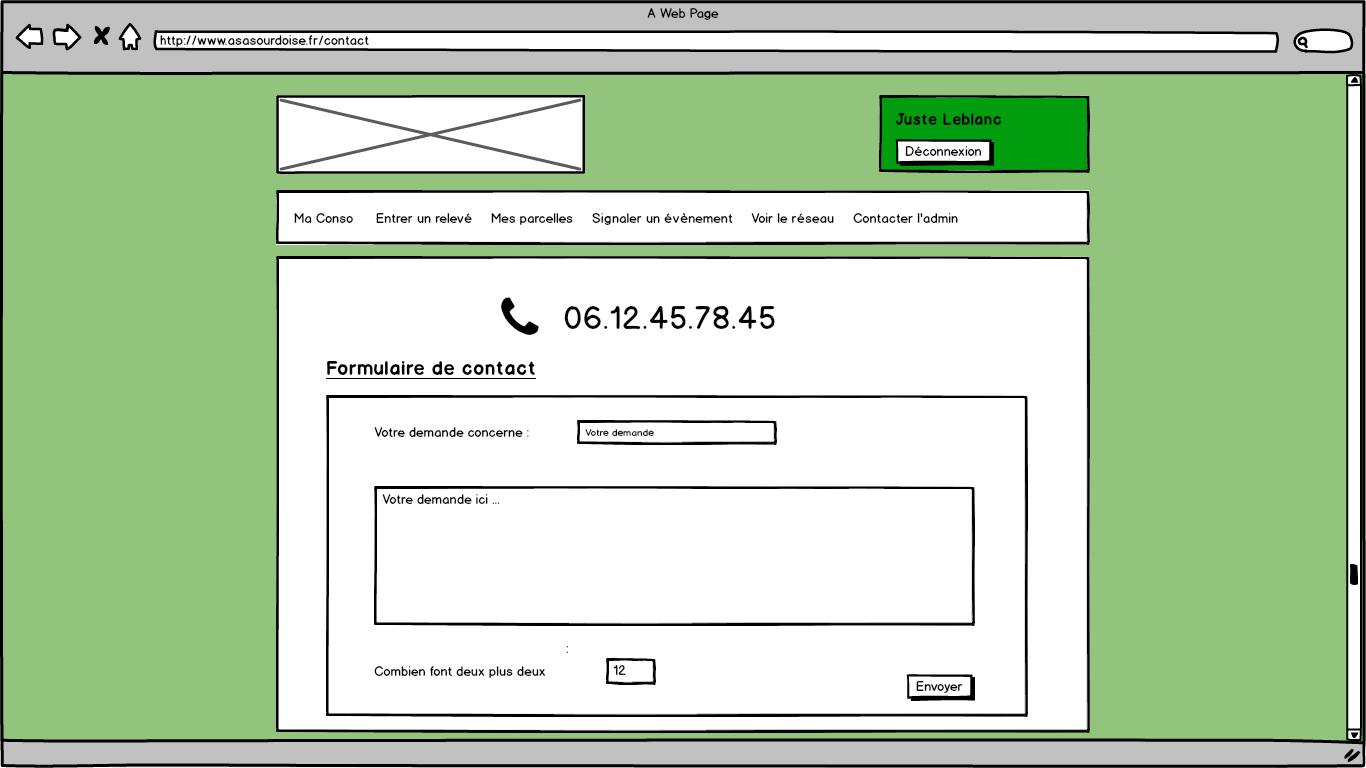 A Web Page
http://www.asasourdoise.fr/contact
Juste Leblanc
Déconnexion
Ma Conso Entrer un relevé Mes parcelles Signaler un évènement Voir le réseau Contacter l'admin
06.12.45.78.45
Formulaire de contact
Votre demande concerne : Votre demande
Votre demande ici ...
:
Combien font deux plus deux 12
Envoyer